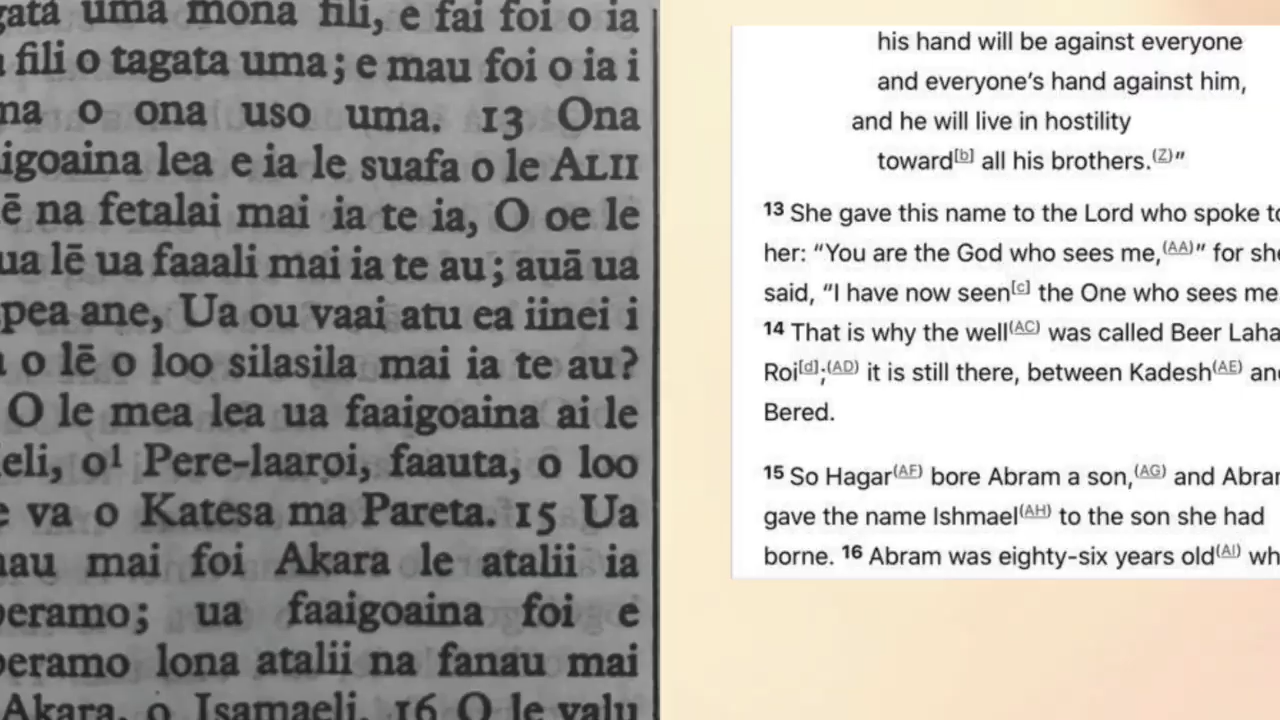 gata uma mona fili, e fai foi o ia
fili o tagata uma; e mau foi o ia i
na o ona uso uma. 13 Ona
igoaina lea e ia le suafa o le ALII
ē na fetalai mai ia te ia, O oe le
ua lē ua faaali mai ia te au; auā ua
pea ane, Ua ou vaai atu ea iinei i
o lē o loo silasila mai ia te au?
O le mea lea ua faaigoaina ai le
eli, o¹ Pere-laaroi, faauta, o loo
e va o Katesa ma Pareta. 15 Ua
nau mai foi Akara le atalii ia
peramo; ua faaigoaina foi e
peramo lona atalii na fanau mai
Akara, o Isamaeli. 16 O le valu
his hand will be against everyone
and everyone’s hand against him,
and he will live in hostility
toward[b] all his brothers.(Z)”
13 She gave this name to the Lord who spoke to
her: “You are the God who sees me,(AA)” for she
said, “I have now seen[c] the One who sees me
14 That is why the well(AC) was called Beer Laha
Roi[d];(AD) it is still there, between Kadesh(AE) and
Bered.
15 So Hagar(AF) bore Abram a son,(AG) and Abram
gave the name Ishmael(AH) to the son she had
borne. 16 Abram was eighty-six years old(AI) wh